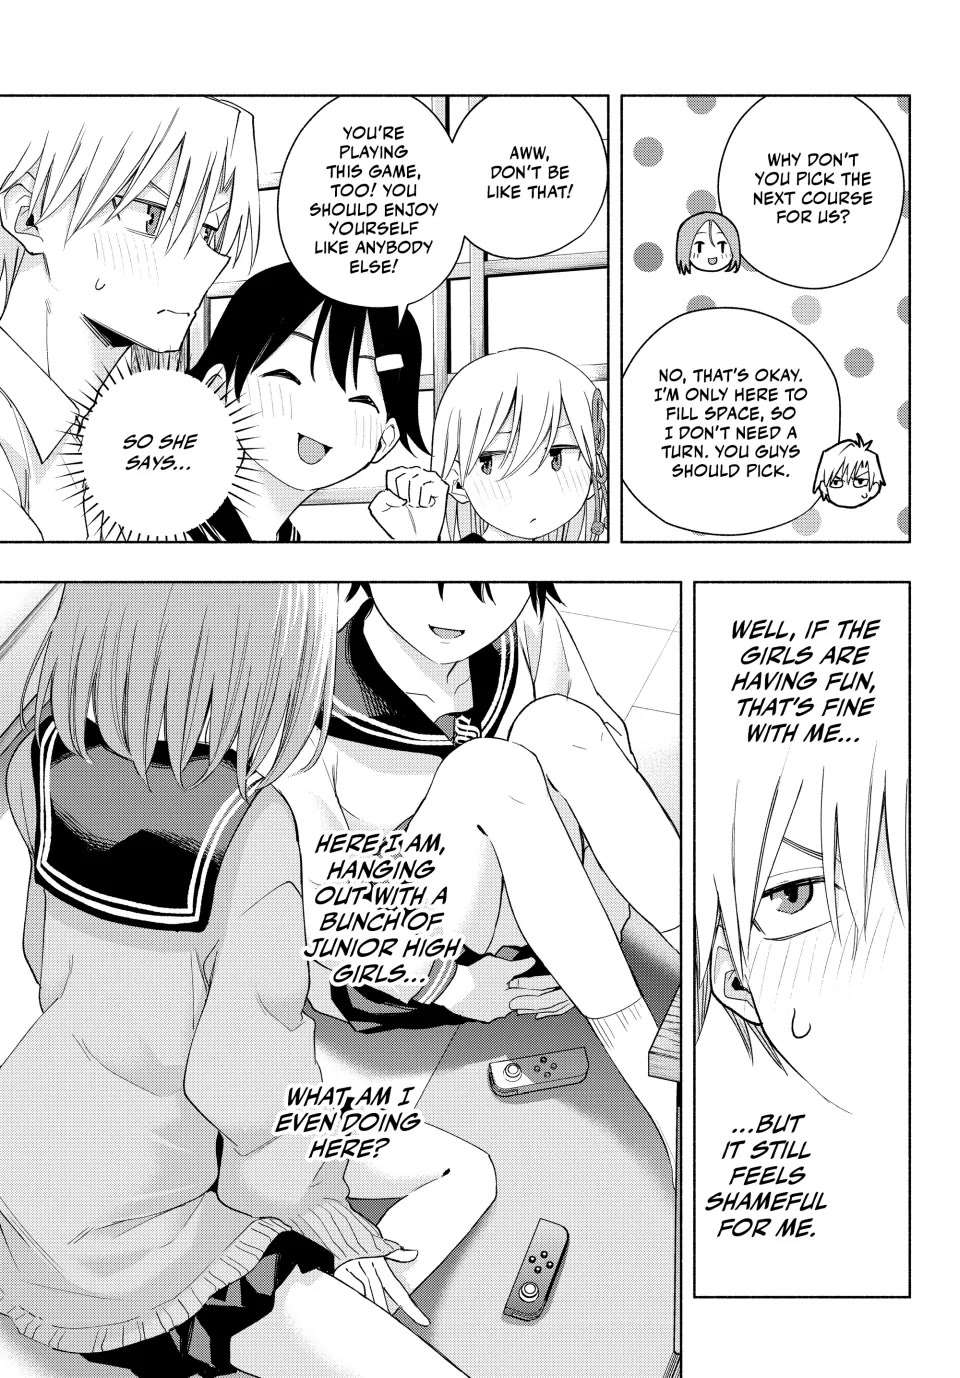 WHY DON'T
YOU PICK THE
NEXT COURSE
FOR US?
NO, THAT'S OKAY.
I'M ONLY HERE TO
FILL SPACE, SO
I DON'T NEED A
TURN. YOU GUYS
SHOULD PICK.
AWW,
DON'T BE
LIKE THAT!
YOU'RE
PLAYING
THIS GAME,
TOO! YOU
SHOULD ENJOY
YOURSELF
LIKE ANYBODY
ELSE!
SO SHE
SAYS...
WELL, IF THE
GIRLS ARE
HAVING FUN,
THAT'S FINE
WITH ME...
...BUT
IT STILL
FEELS
SHAMEFUL
FOR ME.
HERE I AM,
HANGING
OUT WITH A
BUNCH OF
JUNIOR HIGH
GIRLS...
WHAT AM I
EVEN DOING
HERE?